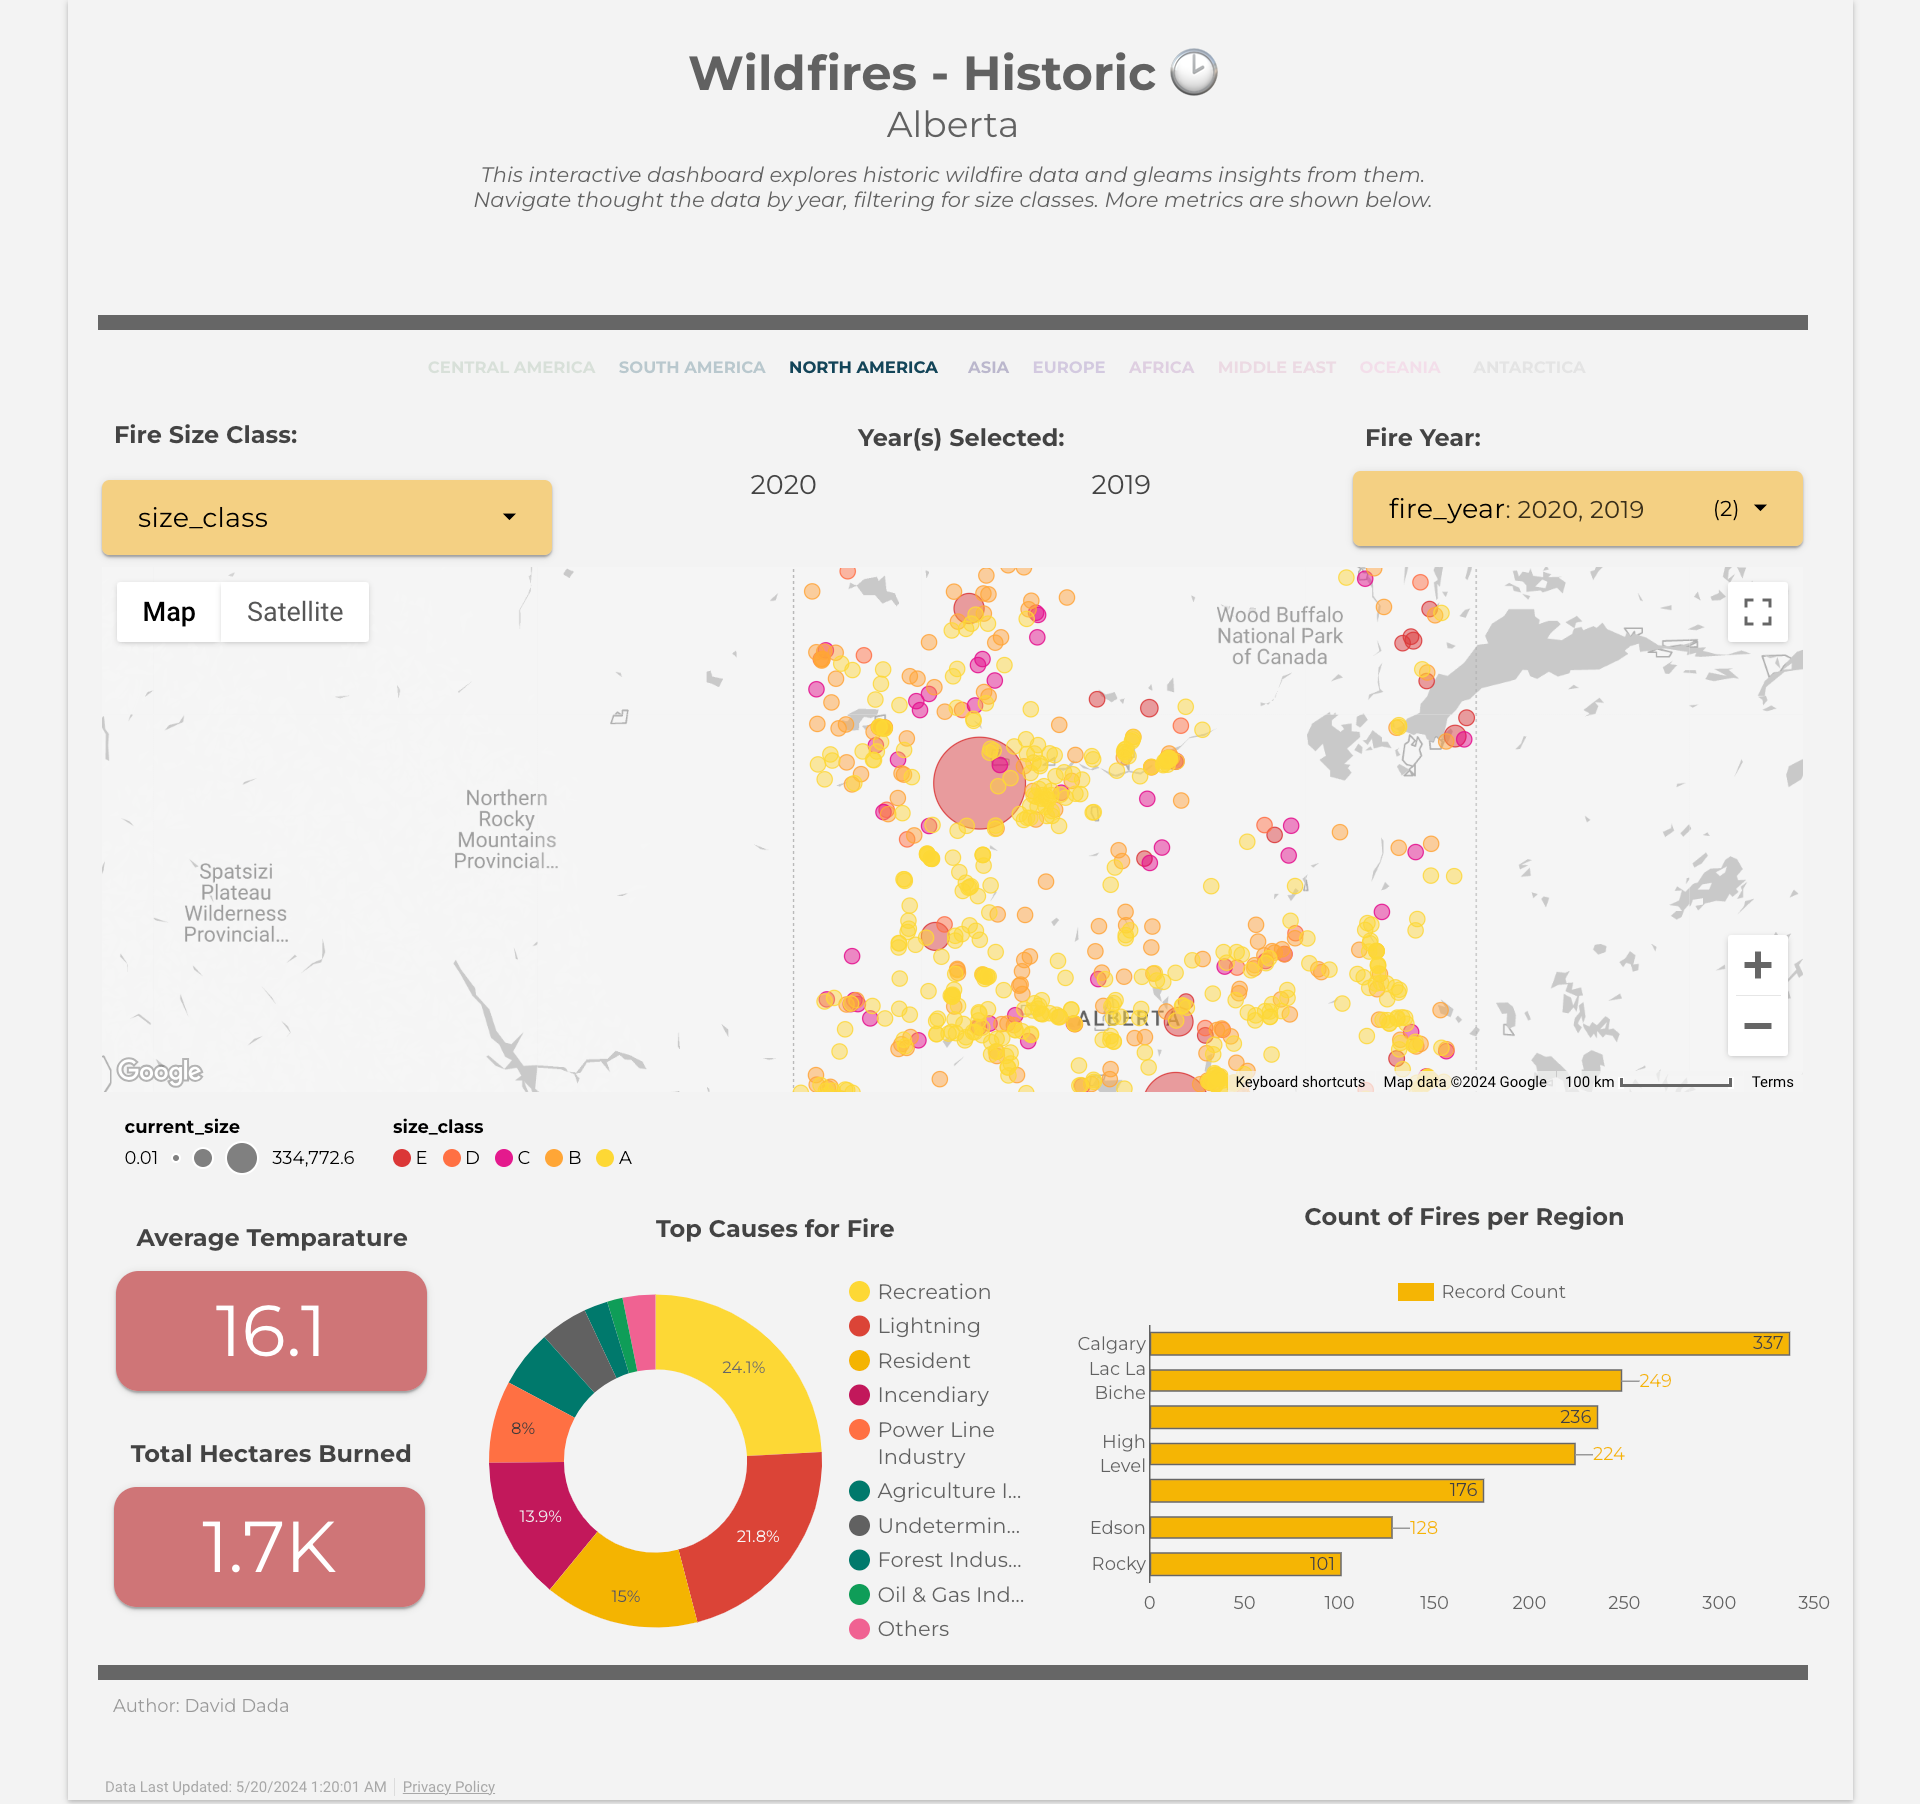 Wildfires - Historic
Alberta
This interactive dashboard explores historic wildfire data and gleams insights from them.
Navigate thought the data by year, filtering for size classes. More metrics are shown below.
CENTRAL AMERICA SOUTH AMERICA NORTH AMERICA ASIA EUROPE AFRICA MIDDLE EAST OCEANIA ANTARCTICA
Fire Size Class:
Year(s) Selected:
Fire Year:
size_class
2020 2019
fire_year: 2020, 2019 (2)
Map Satellite
Wood Buffalo
National Park
of Canada
Northern
Rocky
Mountains
Provincial...
Spatsizi
Plateau
Wilderness
Provincial...
ALBERTA
Google
Keyboard shortcuts Map data ©2024 Google 100 km Terms
current_size
0.01 334,772.6
size_class
E D C B A
Average Temparature
16.1
Total Hectares Burned
1.7K
Top Causes for Fire
24.1%
21.8%
15%
13.9%
8%
Recreation
Lightning
Resident
Incendiary
Power Line
Industry
Agriculture I...
Undetermin...
Forest Indus...
Oil & Gas Ind...
Others
Count of Fires per Region
Record Count
Calgary 337
Lac La
Biche 249
236
High
Level 224
176
Edson 128
Rocky 101
0 50 100 150 200 250 300 350
Author: David Dada
Data Last Updated: 5/20/2024 1:20:01 AM Privacy Policy